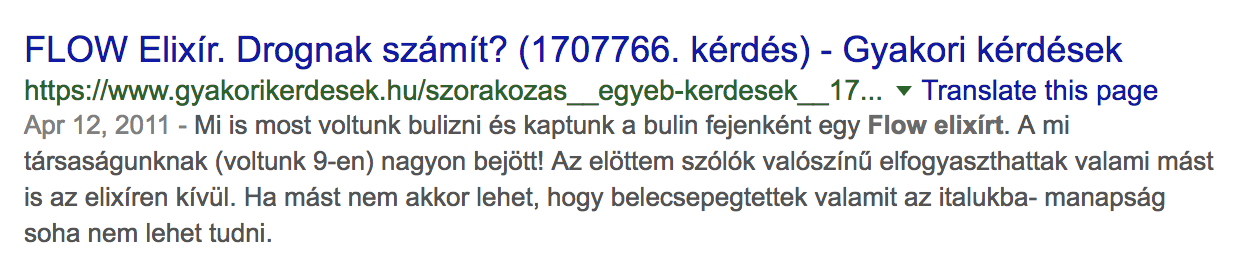 FLOW Elixír. Drognak számít? (1707766. kérdés) - Gyakori kérdések
https://www.gyakorikerdesek.hu/szorakozas__egyeb-kerdesek__17... ▼ Translate this page
Apr 12, 2011 - Mi is most voltunk bulizni és kaptunk a bulin fejenként egy Flow elixírt. A mi
társaságunknak (voltunk 9-en) nagyon bejött! Az elöttem szólók valószínű elfogyaszthattak valami mást
is az elixíren kívül. Ha mást nem akkor lehet, hogy belecsepegtettek valamit az italukba- manapság
soha nem lehet tudni.